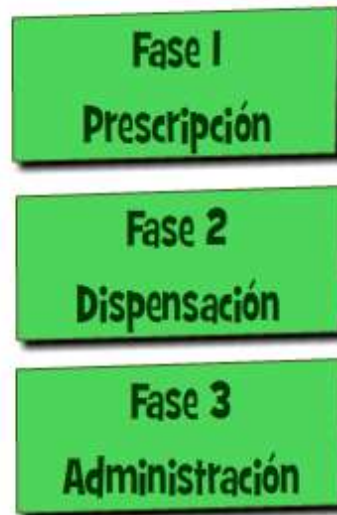 Fase 1
Prescripción
Fase 2
Dispensación
Fase 3
Administración